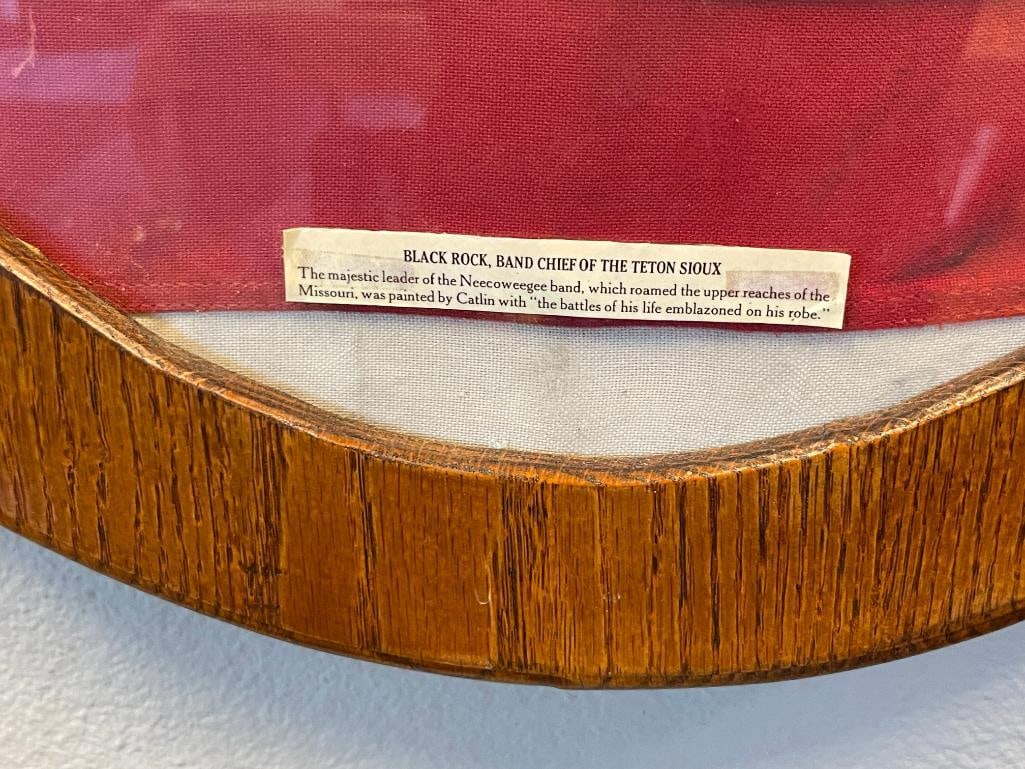 BLACK ROCK, BAND CHIEF OF THE TETON SIOUX
The majestic leader of the Neecoweegee band, which roamed the upper reaches of the
Missouri, was painted by Catlin with "the battles of his life emblazoned on his robe."